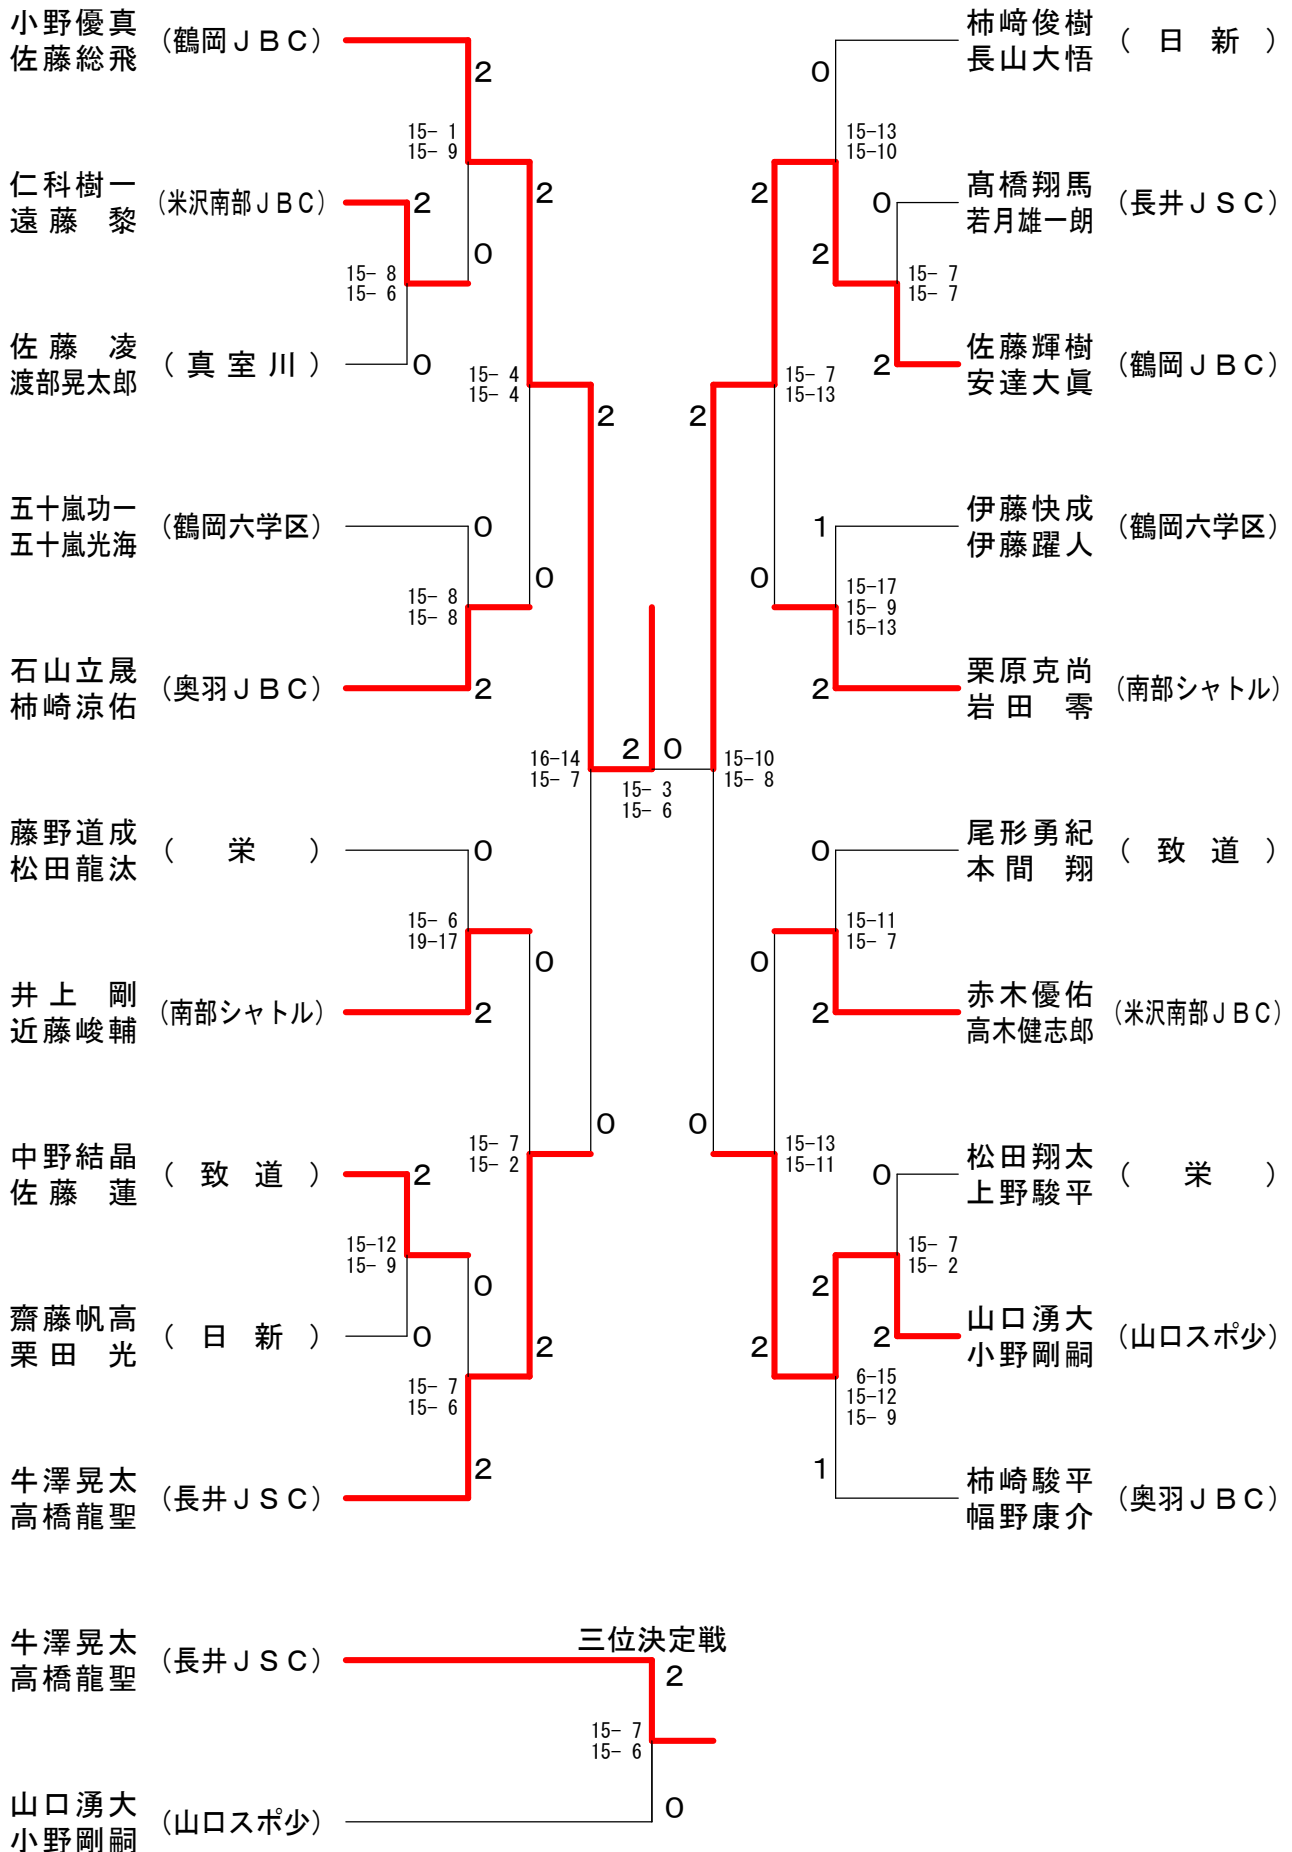 小野優真
佐藤総飛
(鶴岡ＪＢＣ)
2
15- 1
15- 9
2
仁科樹一
遠藤　黎
(米沢南部ＪＢＣ)
2
0
15- 8
15- 6
佐藤　凌
渡部晃太郎
(真室川)
0
15- 4
15- 4
2
五十嵐功一
五十嵐光海
(鶴岡六学区)
0
0
15- 8
15- 8
石山立晟
柿崎涼佑
(奥羽ＪＢＣ)
2
16-14
15- 7
2
0
15- 3
15- 6
藤野道成
松田龍汰
(栄)
0
15- 6
19-17
0
井上　剛
近藤峻輔
(南部シャトル)
2
0
15- 7
15- 2
中野結晶
佐藤　蓮
(致道)
2
15-12
15- 9
0
齋藤帆高
栗田　光
(日新)
0
2
15- 7
15- 6
牛澤晃太
高橋龍聖
(長井ＪＳＣ)
2
柿﨑俊樹
長山大悟
(日新)
0
15-13
15-10
2
髙橋翔馬
若月雄一朗
(長井ＪＳＣ)
0
2
15- 7
15- 7
佐藤輝樹
安達大眞
(鶴岡ＪＢＣ)
2
15- 7
15-13
2
伊藤快成
伊藤躍人
(鶴岡六学区)
1
0
15-17
15- 9
15-13
栗原克尚
岩田　零
(南部シャトル)
2
15-10
15- 8
尾形勇紀
本間　翔
(致道)
0
15-11
15- 7
0
赤木優佑
高木健志郎
(米沢南部ＪＢＣ)
2
0
15-13
15-11
松田翔太
上野駿平
(栄)
0
15- 7
15- 2
2
山口湧大
小野剛嗣
(山口スポ少)
2
2
6-15
15-12
15- 9
柿崎駿平
幅野康介
(奥羽ＪＢＣ)
1
三位決定戦
牛澤晃太
高橋龍聖
(長井ＪＳＣ)
2
15- 7
15- 6
山口湧大
小野剛嗣
(山口スポ少)
0